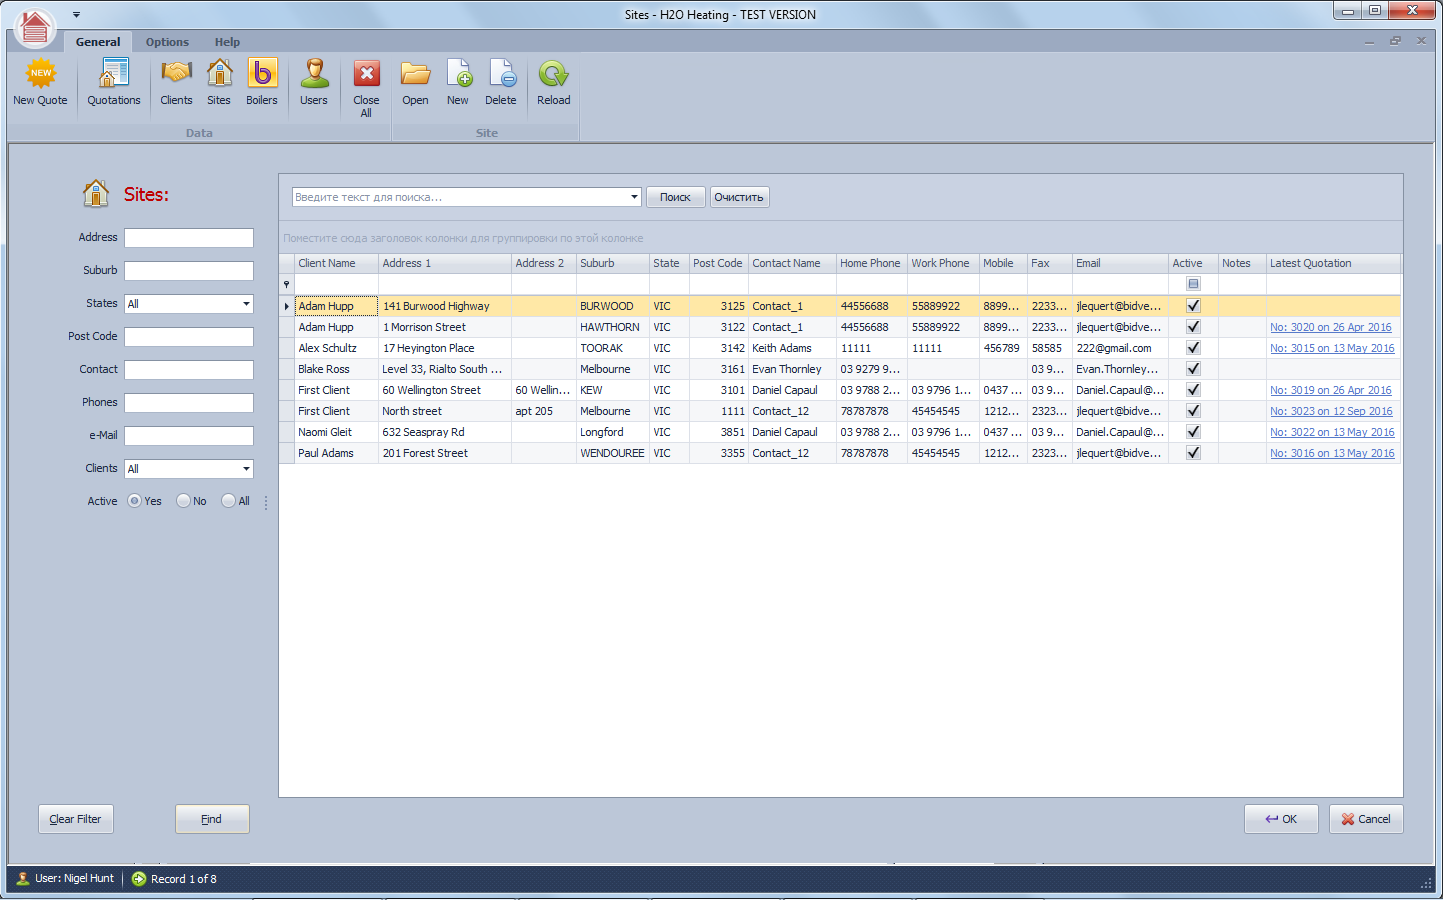 Sites - H2O Heating - TEST VERSION
General Options Help
NEW
New Quote Quotations Clients Sites Boilers Users Close All Open New Delete Reload
Data Site
Sites:
Address
Suburb
States All
Post Code
Contact
Phones
e-Mail
Clients All
Active Yes No All
Clear Filter Find
Введите текст для поиска... Поиск Очистить
Поместите сюда заголовок колонки для группировки по этой колонке
Client Name Address 1 Address 2 Suburb State Post Code Contact Name Home Phone Work Phone Mobile Fax Email Active Notes Latest Quotation
Adam Hupp 141 Burwood Highway BURWOOD VIC 3125 Contact_1 44556688 55889922 8899... 2233... jlequert@bidve...
Adam Hupp 1 Morrison Street HAWTHORN VIC 3122 Contact_1 44556688 55889922 8899... 2233... jlequert@bidve... No: 3020 on 26 Apr 2016
Alex Schultz 17 Heyington Place TOORAK VIC 3142 Keith Adams 11111 11111 456789 58585 222@gmail.com No: 3015 on 13 May 2016
Blake Ross Level 33, Rialto South ... Melbourne VIC 3161 Evan Thornley 03 9279 9... 03 9... Evan.Thornley...
First Client 60 Wellington Street 60 Wellin... KEW VIC 3101 Daniel Capaul 03 9788 2... 03 9796 1... 0437 ... 03 9... Daniel.Capaul@... No: 3019 on 26 Apr 2016
First Client North street apt 205 Melbourne VIC 1111 Contact_12 78787878 45454545 1212... 2323... jlequert@bidve... No: 3023 on 12 Sep 2016
Naomi Gleit 632 Seaspray Rd Longford VIC 3851 Daniel Capaul 03 9788 2... 03 9796 1... 0437 ... 03 9... Daniel.Capaul@... No: 3022 on 13 May 2016
Paul Adams 201 Forest Street WENDOUREE VIC 3355 Contact_12 78787878 45454545 1212... 2323... jlequert@bidve... No: 3016 on 13 May 2016
OK Cancel
User: Nigel Hunt Record 1 of 8